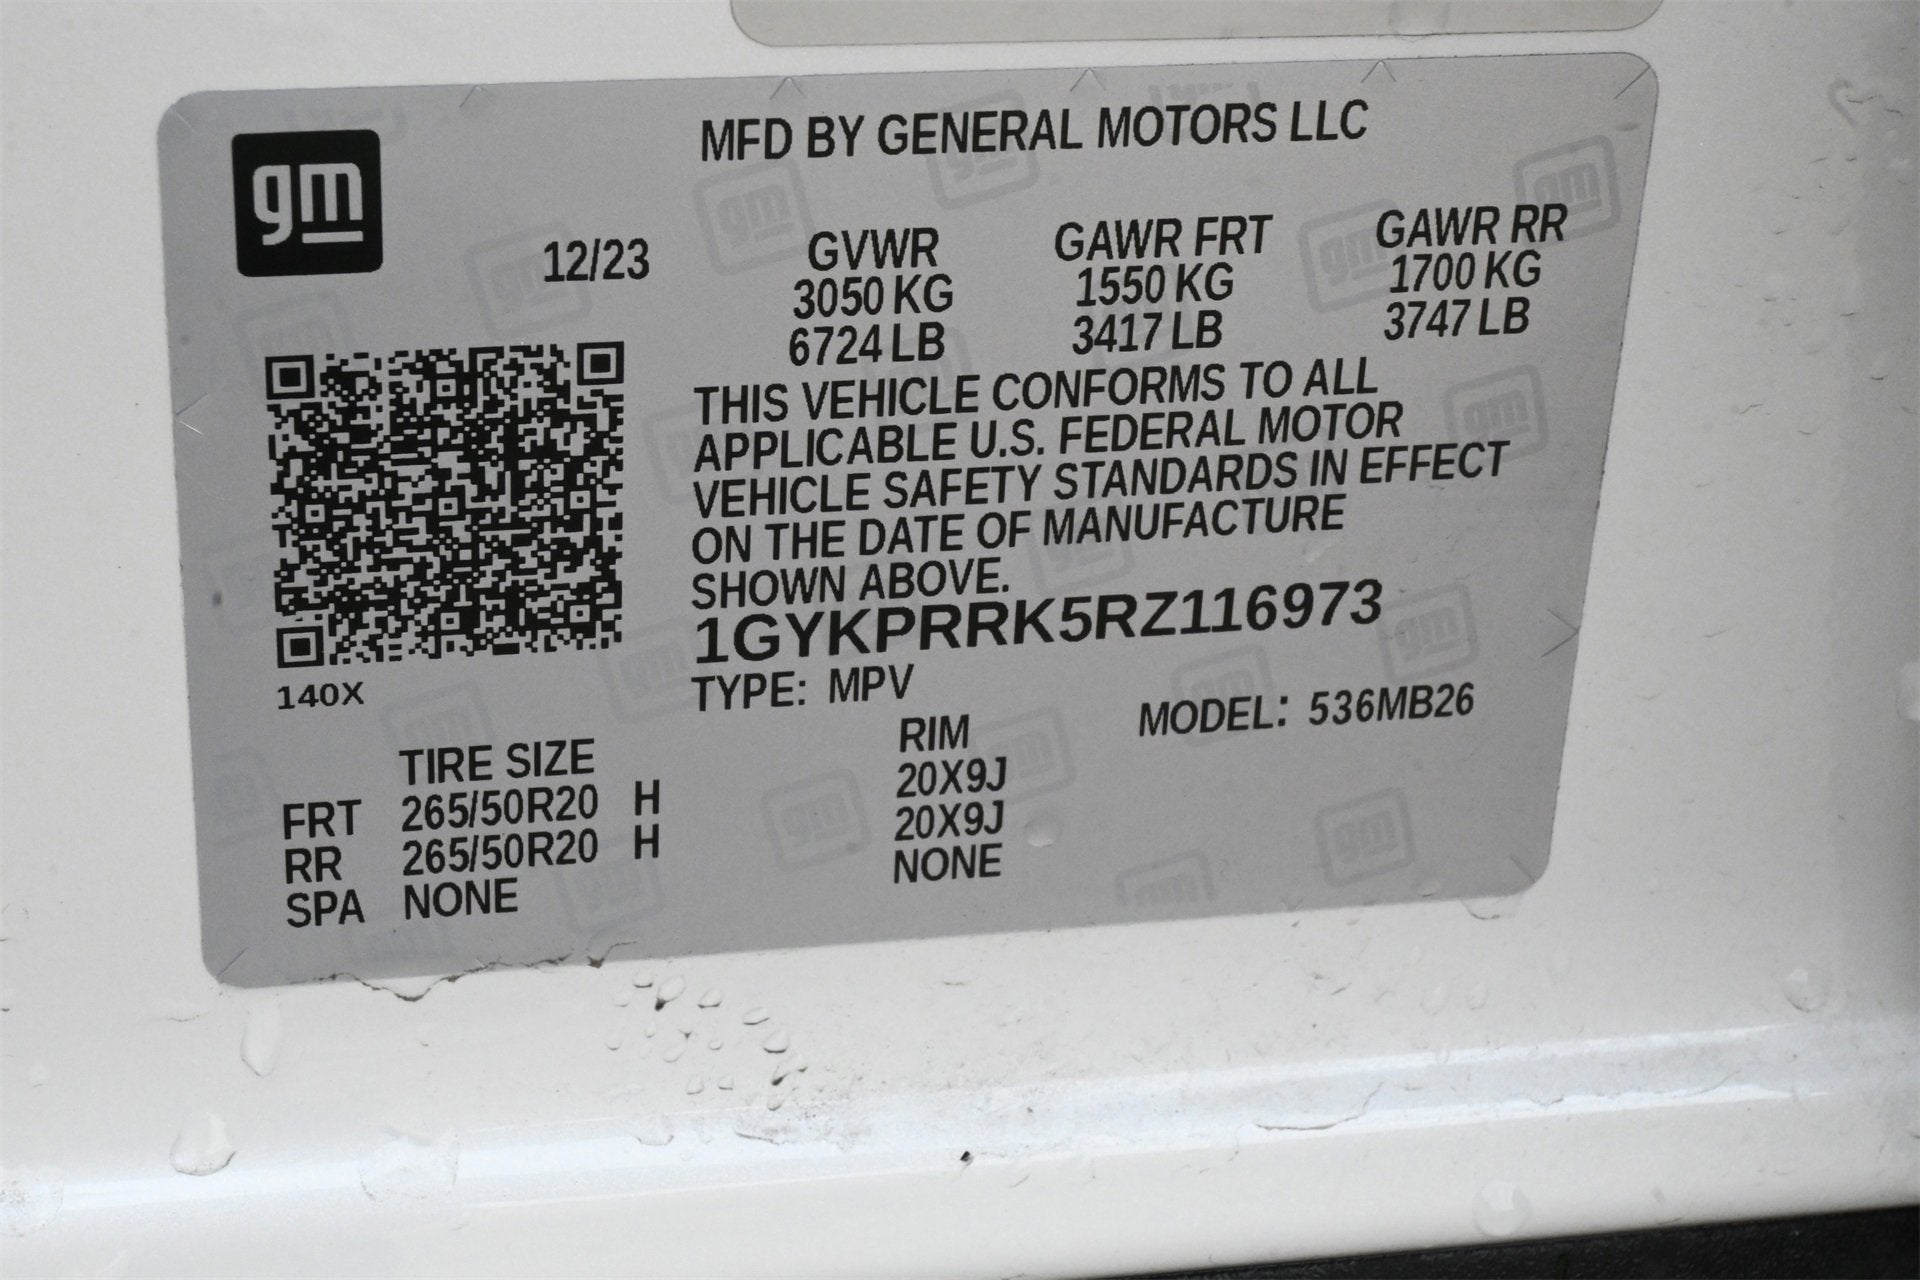 gm
MFD BY GENERAL MOTORS LLC
12/23
GVWR GAWR FRT GAWR RR
3050 KG 1550 KG 1700 KG
6724 LB 3417 LB 3747 LB
THIS VEHICLE CONFORMS TO ALL
APPLICABLE U.S. FEDERAL MOTOR
VEHICLE SAFETY STANDARDS IN EFFECT
ON THE DATE OF MANUFACTURE
SHOWN ABOVE.
1GYKPRRK5RZ116973
140X
TYPE: MPV MODEL: 536MB26
TIRE SIZE RIM
FRT 265/50R20 H 20X9J
RR 265/50R20 H 20X9J
SPA NONE NONE